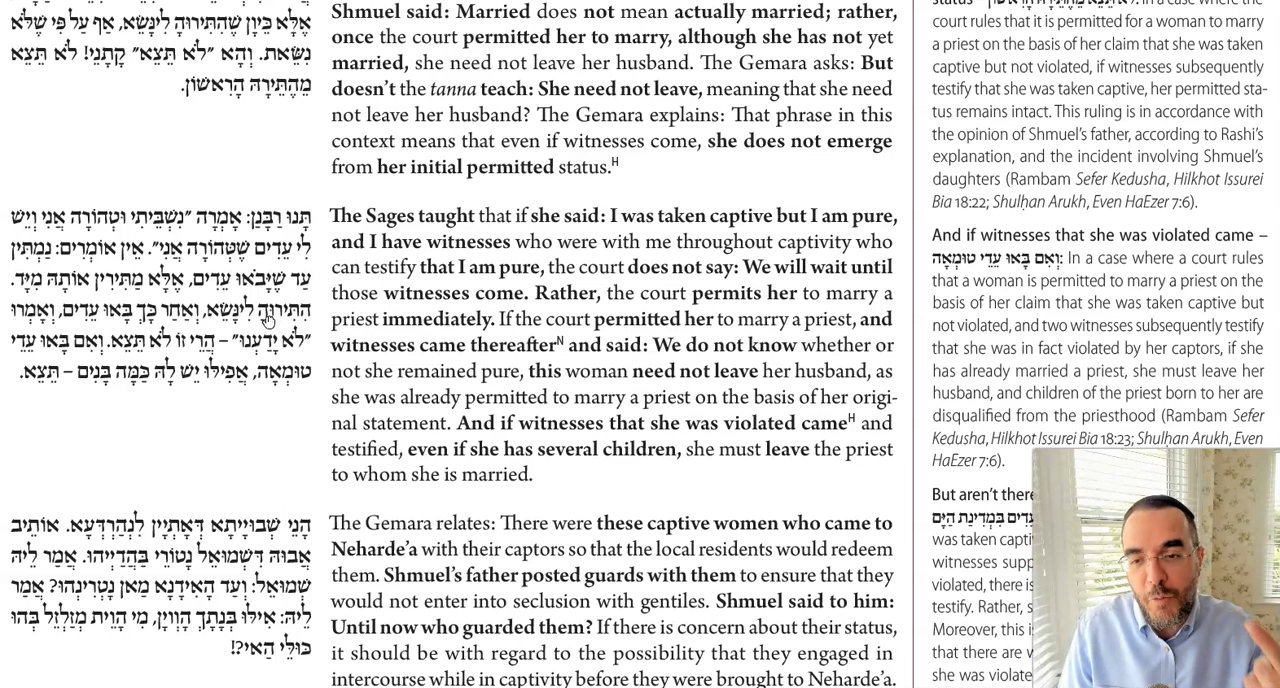 אֶלָּא כֵּיוָן שֶׁהִתִּירוּהָ לִינָּשֵׂא, אַף עַל פִּי שֶׁלֹּא
נִשֵּׂאת. וְהָא ״לֹא תֵּצֵא״ קָתָנֵי! לֹא תֵּצֵא
מֵהֶתֵּירָהּ הָרִאשׁוֹן.
Shmuel said: Married does not mean actually married; rather,
once the court permitted her to marry, although she has not yet
married, she need not leave her husband. The Gemara asks: But
doesn't the tanna teach: She need not leave, meaning that she need
not leave her husband? The Gemara explains: That phrase in this
context means that even if witnesses come, she does not emerge
from her initial permitted status.H
תָּנוּ רַבָּנַן: אָמְרָה ״נִשְׁבֵּיתִי וּטְהוֹרָה אֲנִי וְיֵשׁ
לִי עֵדִים שֶׁטְּהוֹרָה אֲנִי״. אֵין אוֹמְרִים: נַמְתִּין
עַד שֶׁיָּבֹאוּ עֵדִים, אֶלָּא מַתִּירִין אוֹתָהּ מִיָּד.
הִתִּירוּהָ לִינָּשֵׂא, וְאַחַר כָּךְ בָּאוּ עֵדִים, וְאָמְרוּ
״לֹא יָדַעְנוּ״ – הֲרֵי זוֹ לֹא תֵּצֵא. וְאִם בָּאוּ עֵדֵי
טוּמְאָה, אֲפִילּוּ יֵשׁ לָהּ כַּמָּה בָּנִים – תֵּצֵא.
The Sages taught that if she said: I was taken captive but I am pure,
and I have witnesses who were with me throughout captivity who
can testify that I am pure, the court does not say: We will wait until
those witnesses come. Rather, the court permits her to marry a
priest immediately. If the court permitted her to marry a priest, and
witnesses came thereafterN and said: We do not know whether or
not she remained pure, this woman need not leave her husband, as
she was already permitted to marry a priest on the basis of her origi-
nal statement. And if witnesses that she was violated cameH and
testified, even if she has several children, she must leave the priest
to whom she is married.
הָנֵי שְׁבוּיָיתָא דְּאָתְיָין לִנְהַרְדְּעָא. אוֹתֵיב
אֲבוּהּ דִּשְׁמוּאֵל נָטוֹרֵי בַּהֲדַיְיהוּ. אֲמַר לֵיהּ
שְׁמוּאֵל: וְעַד הָאִידָּנָא מַאן נַטְרִינְהוּ? אֲמַר
לֵיהּ: אִילּוּ בְּנָתָךְ הָוְויָן, מִי הֲוֵית מְזַלְזֵל בְּהוּ
כּוּלֵּי הַאי?!
The Gemara relates: There were these captive women who came to
Neharde'a with their captors so that the local residents would redeem
them. Shmuel's father posted guards with them to ensure that they
would not enter into seclusion with gentiles. Shmuel said to him:
Until now who guarded them? If there is concern about their status,
it should be with regard to the possibility that they engaged in
intercourse while in captivity before they were brought to Neharde'a.
court rules that it is permitted for a woman to marry
a priest on the basis of her claim that she was taken
captive but not violated, if witnesses subsequently
testify that she was taken captive, her permitted sta-
tus remains intact. This ruling is in accordance with
the opinion of Shmuel's father, according to Rashi's
explanation, and the incident involving Shmuel's
daughters (Rambam Sefer Kedusha, Hilkhot Issurei
Bia 18:22; Shulḥan Arukh, Even HaEzer 7:6).
And if witnesses that she was violated came –
וְאִם בָּאוּ עֵדֵי טוּמְאָה: In a case where a court rules
that a woman is permitted to marry a priest on the
basis of her claim that she was taken captive but
not violated, and two witnesses subsequently testify
that she was in fact violated by her captors, if she
has already married a priest, she must leave her
husband, and children of the priest born to her are
disqualified from the priesthood (Rambam Sefer
Kedusha, Hilkhot Issurei Bia 18:23; Shulḥan Arukh, Even
HaEzer 7:6).
But aren't there
עֵדִים בִּמְדִינַת הַיָּם
was taken capti
witnesses supp
violated, there is
testify. Rather, s
Moreover, this i
that there are w
she was violate